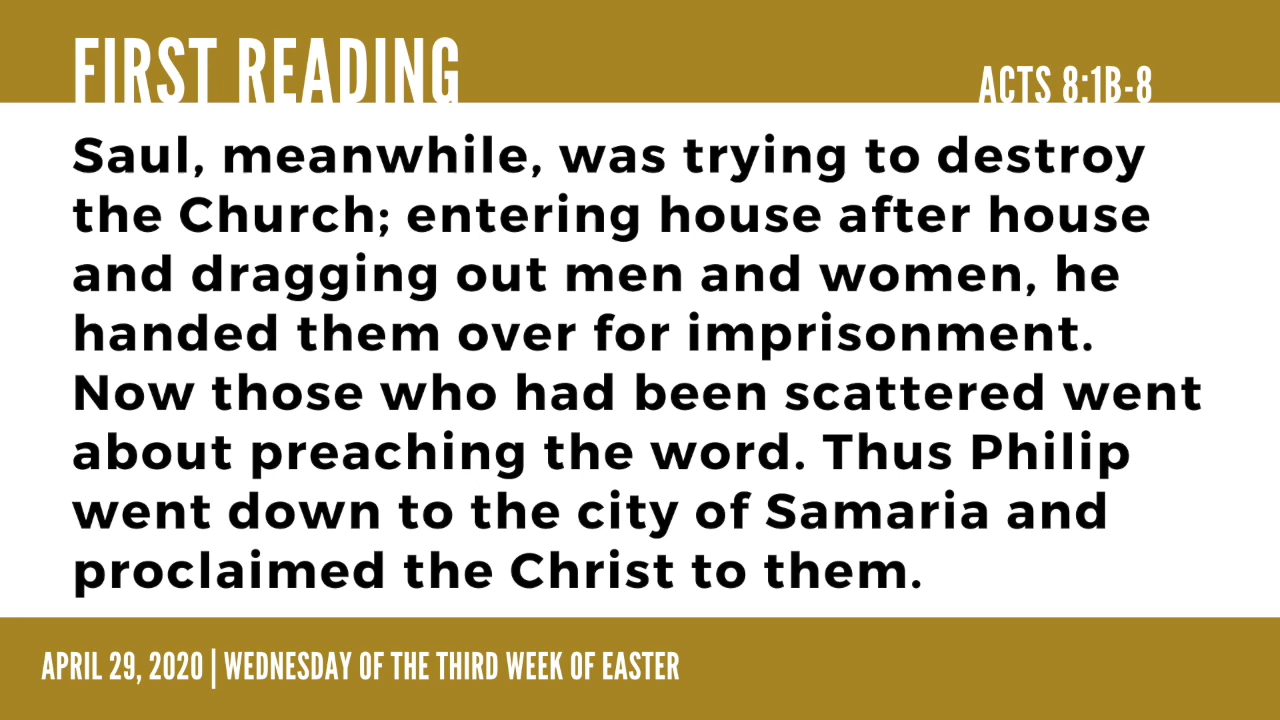 FIRST READING
ACTS 8:1B-8
Saul, meanwhile, was trying to destroy
the Church; entering house after house
and dragging out men and women, he
handed them over for imprisonment.
Now those who had been scattered went
about preaching the word. Thus Philip
went down to the city of Samaria and
proclaimed the Christ to them.
APRIL 29, 2020 | WEDNESDAY OF THE THIRD WEEK OF EASTER